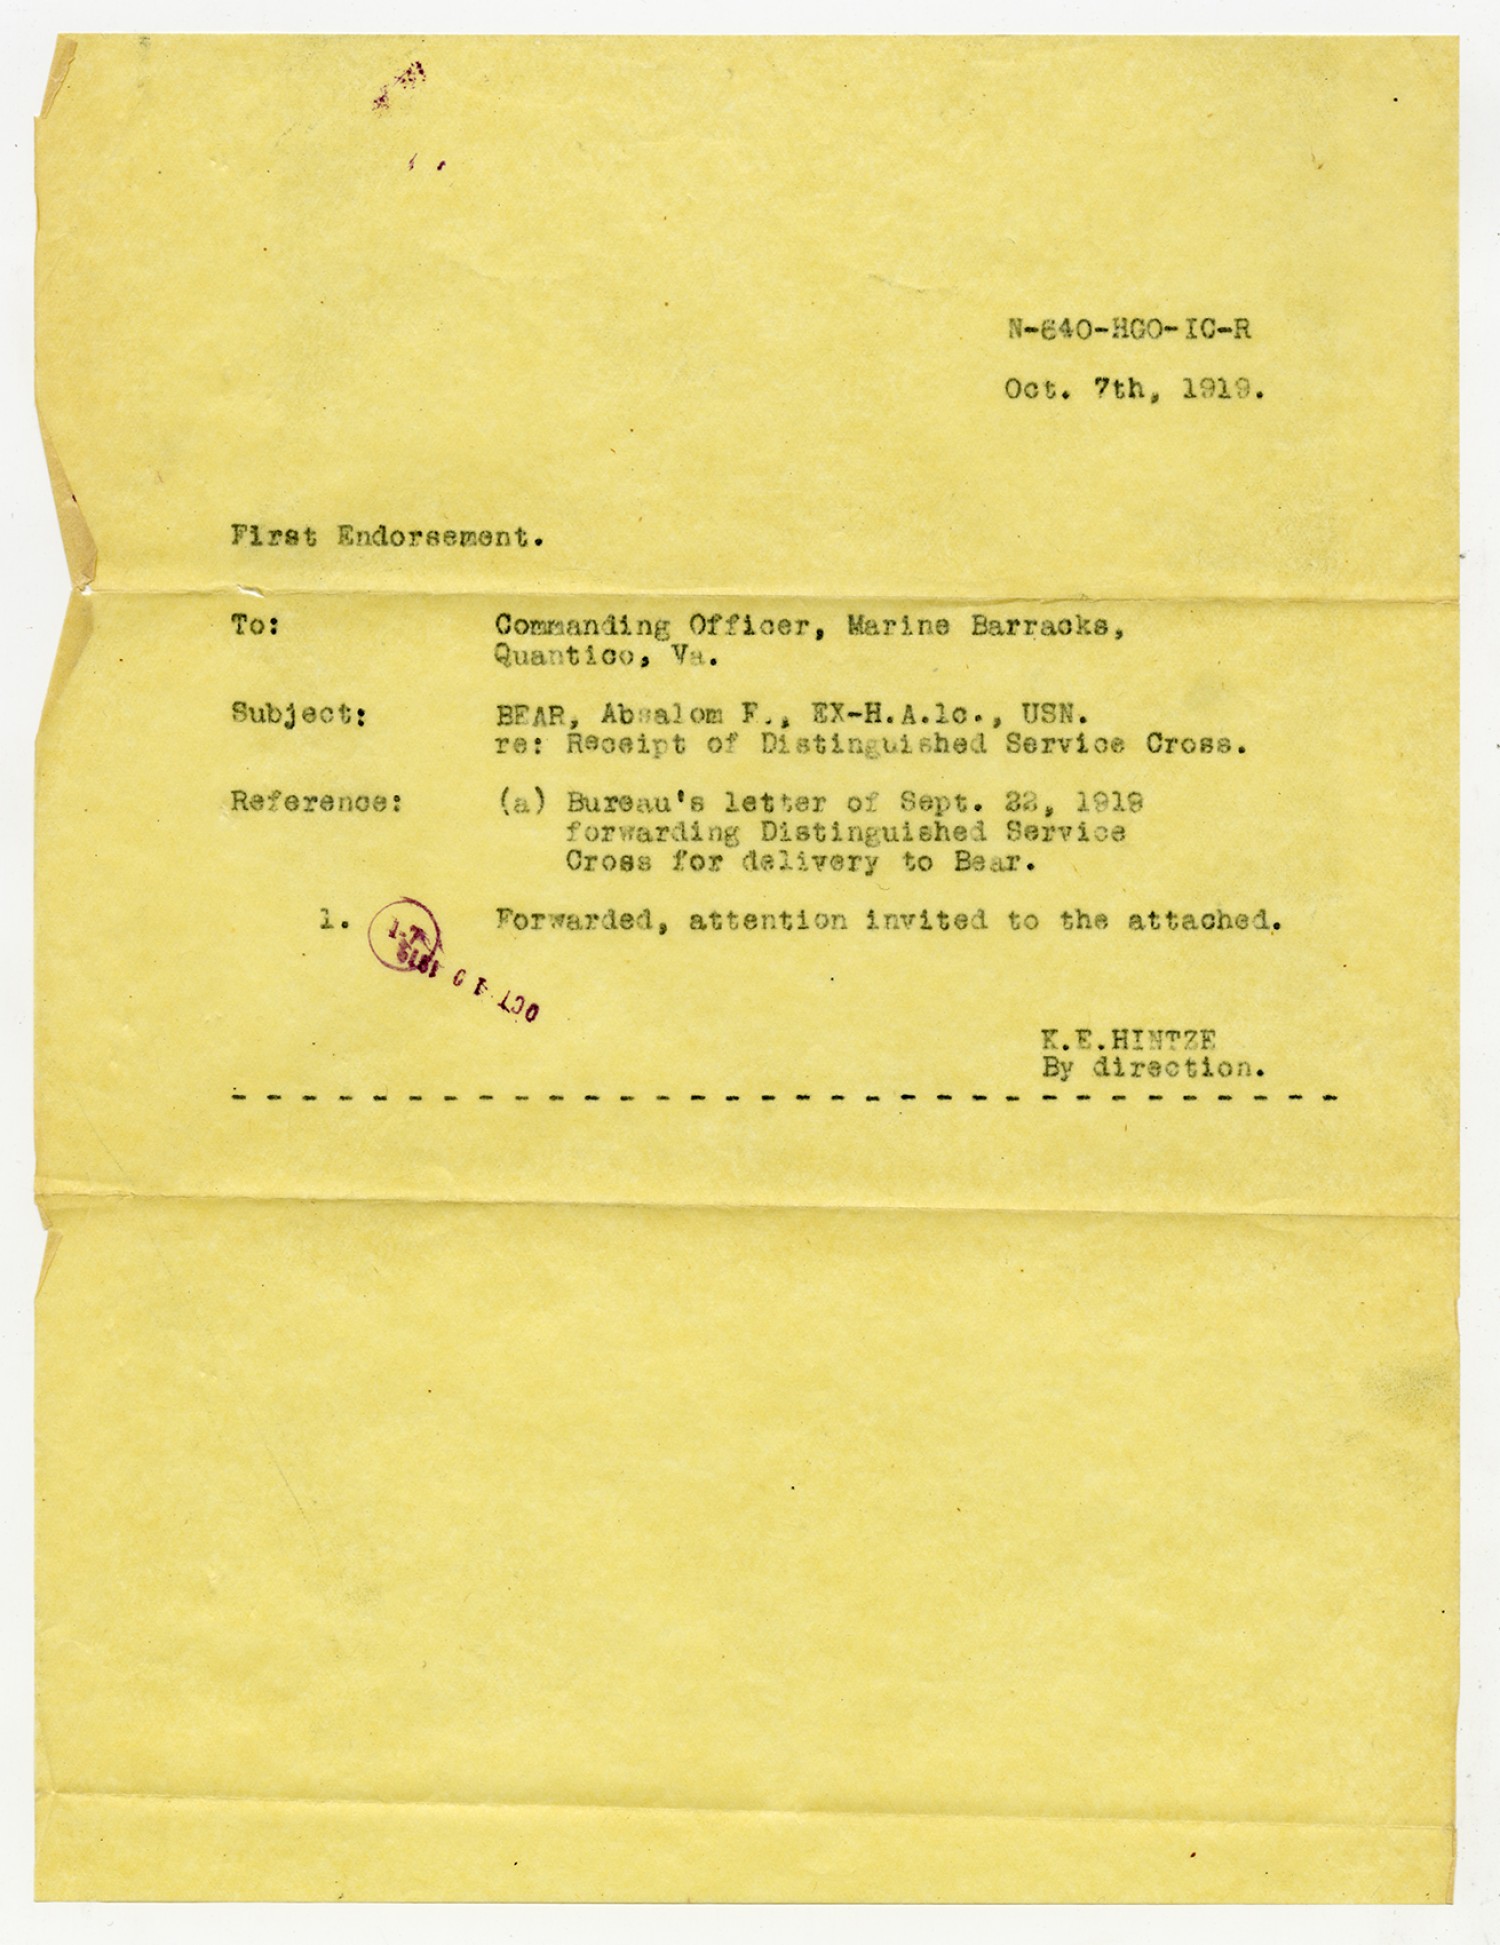 N-640-HGO-IC-R
Oct. 7th, 1919.
First Endorsement.
To: Commanding Officer, Marine Barracks,
Quantico, Va.
Subject: BEAR, Absalom F., EX-H.A.1c., USN.
re: Receipt of Distinguished Service Cross.
Reference: (a) Bureau's letter of Sept. 22, 1919
forwarding Distinguished Service
Cross for delivery to Bear.
1. Forwarded, attention invited to the attached.
OCT 10 1919
K.E.HINTZE
By direction.